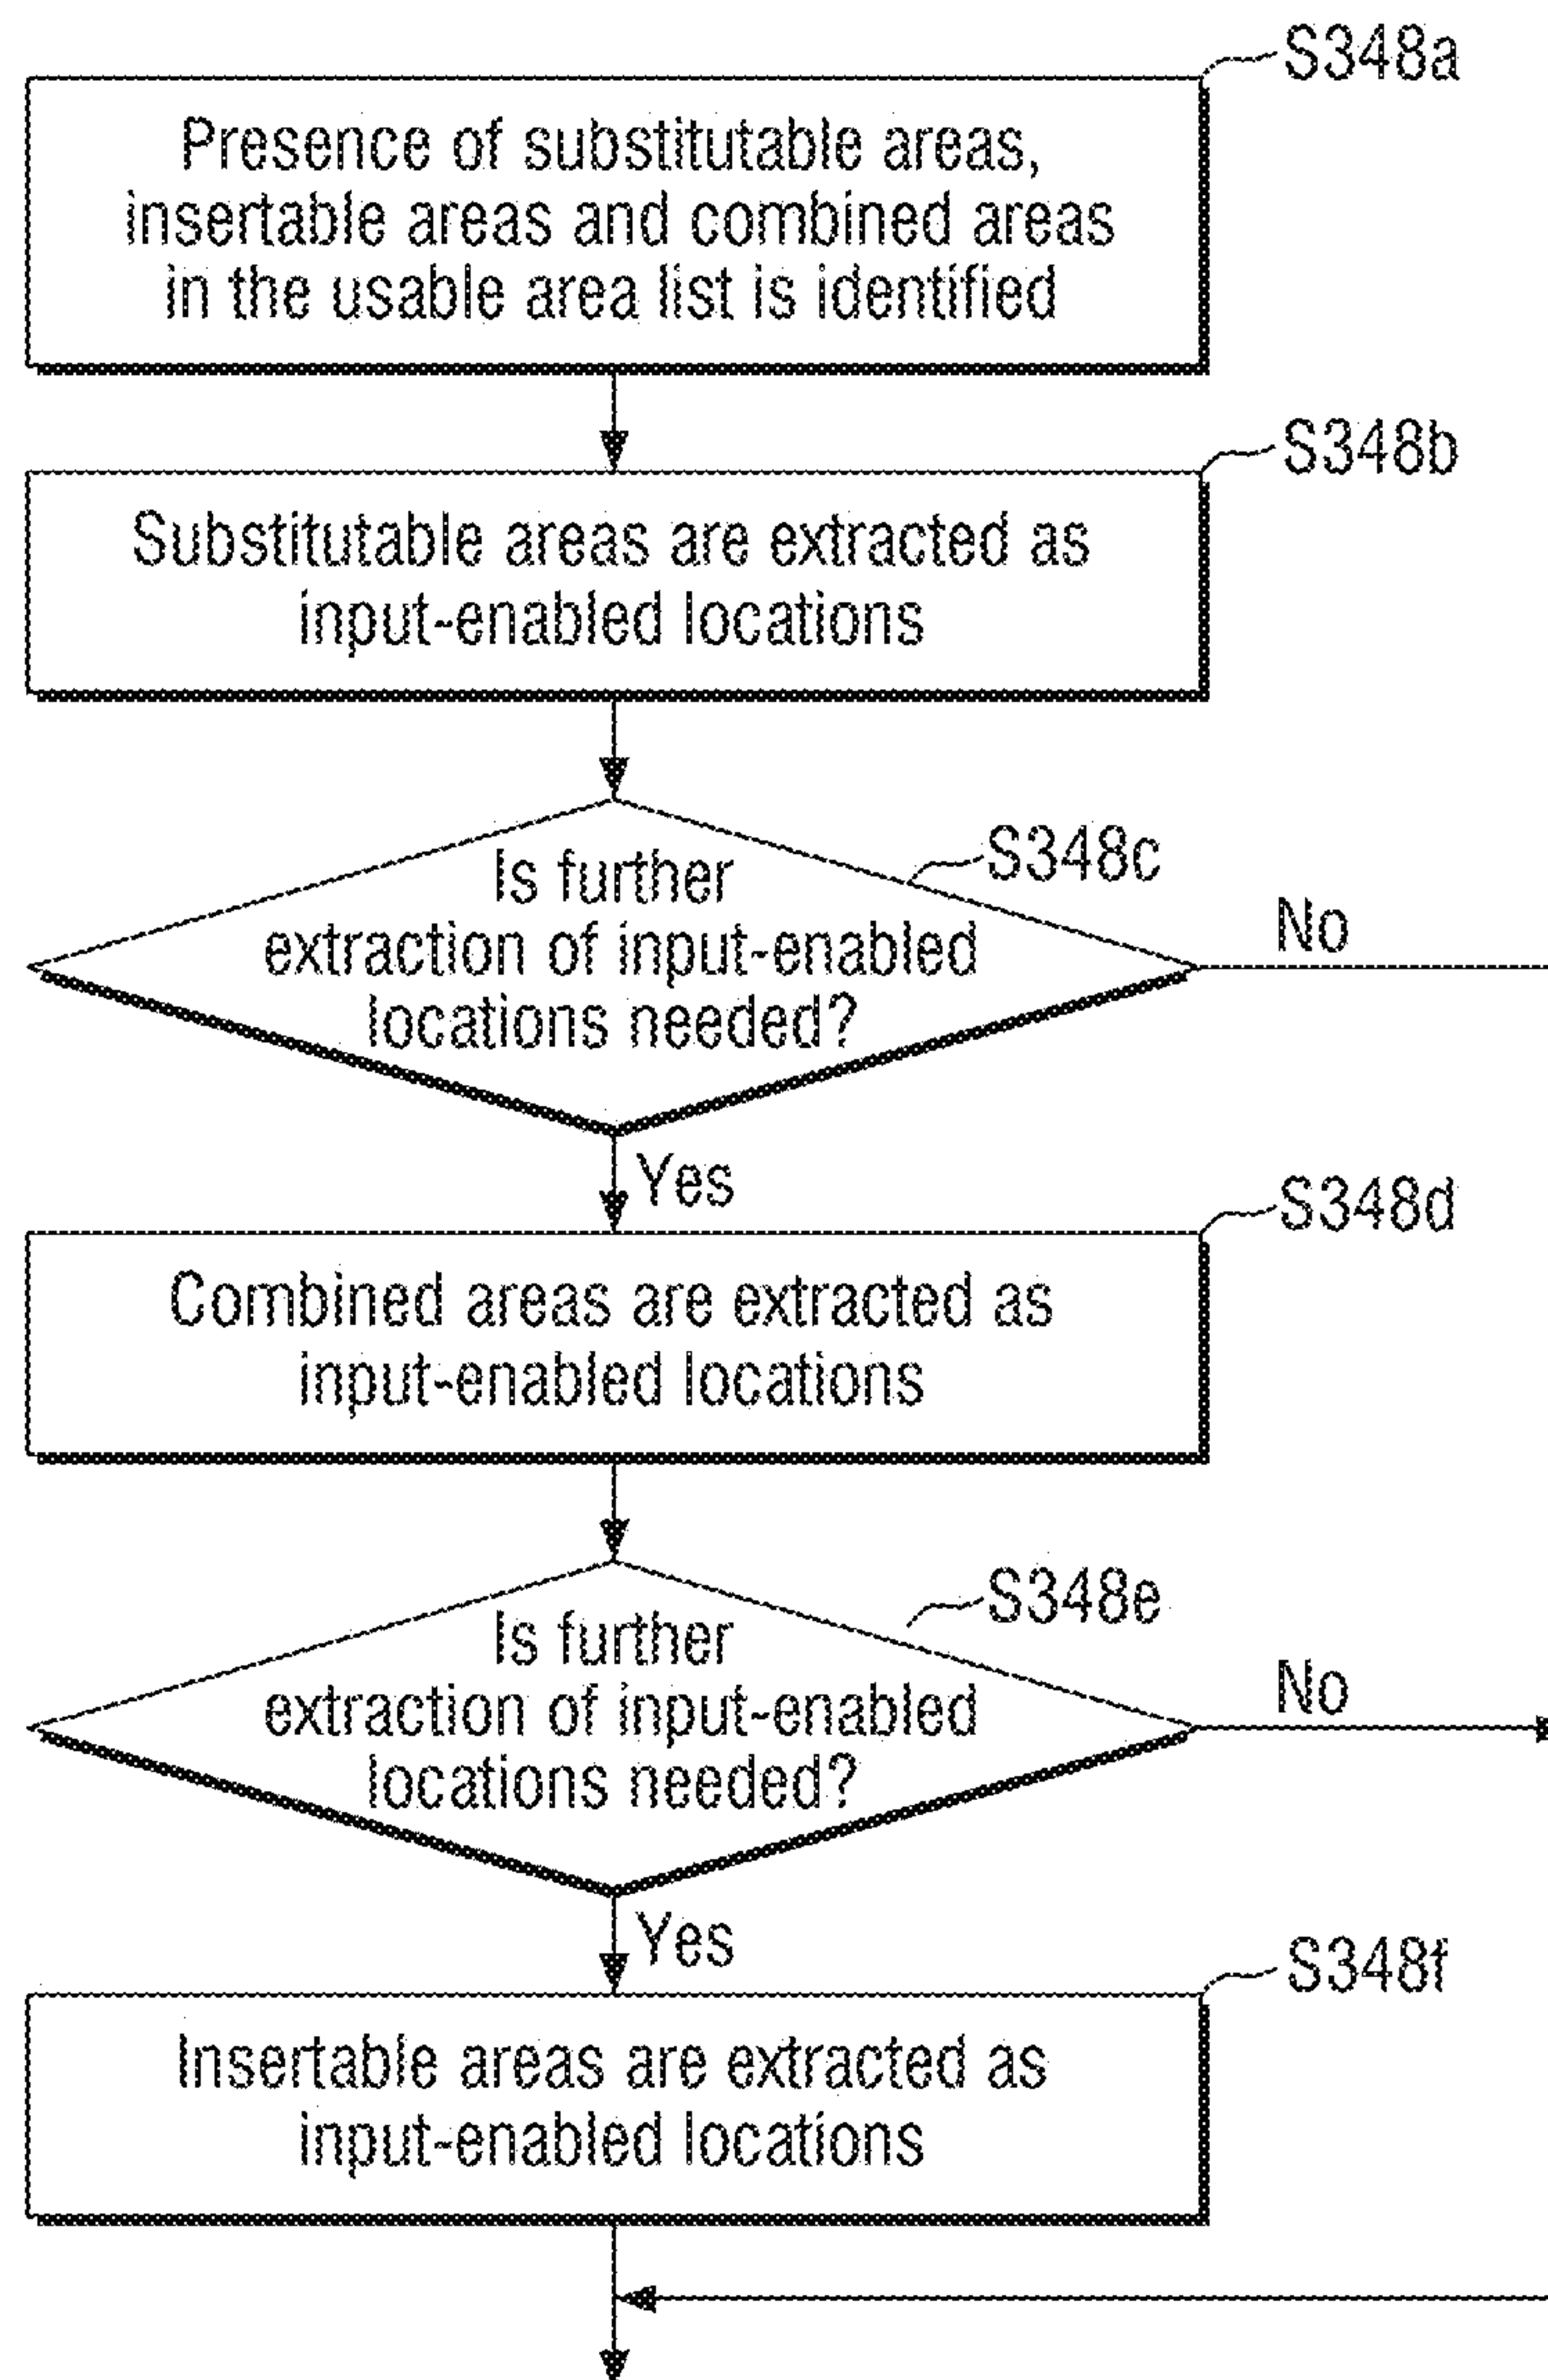 S348a
Presence of substitutable areas,
insertable areas and combined areas
in the usable area list is identified
S348b
Substitutable areas are extracted as
input-enabled locations
S348c
Is further
extraction of input-enabled
locations needed?
No
Yes
S348d
Combined areas are extracted as
input-enabled locations
S348e
Is further
extraction of input-enabled
locations needed?
No
Yes
S348f
Insertable areas are extracted as
input-enabled locations